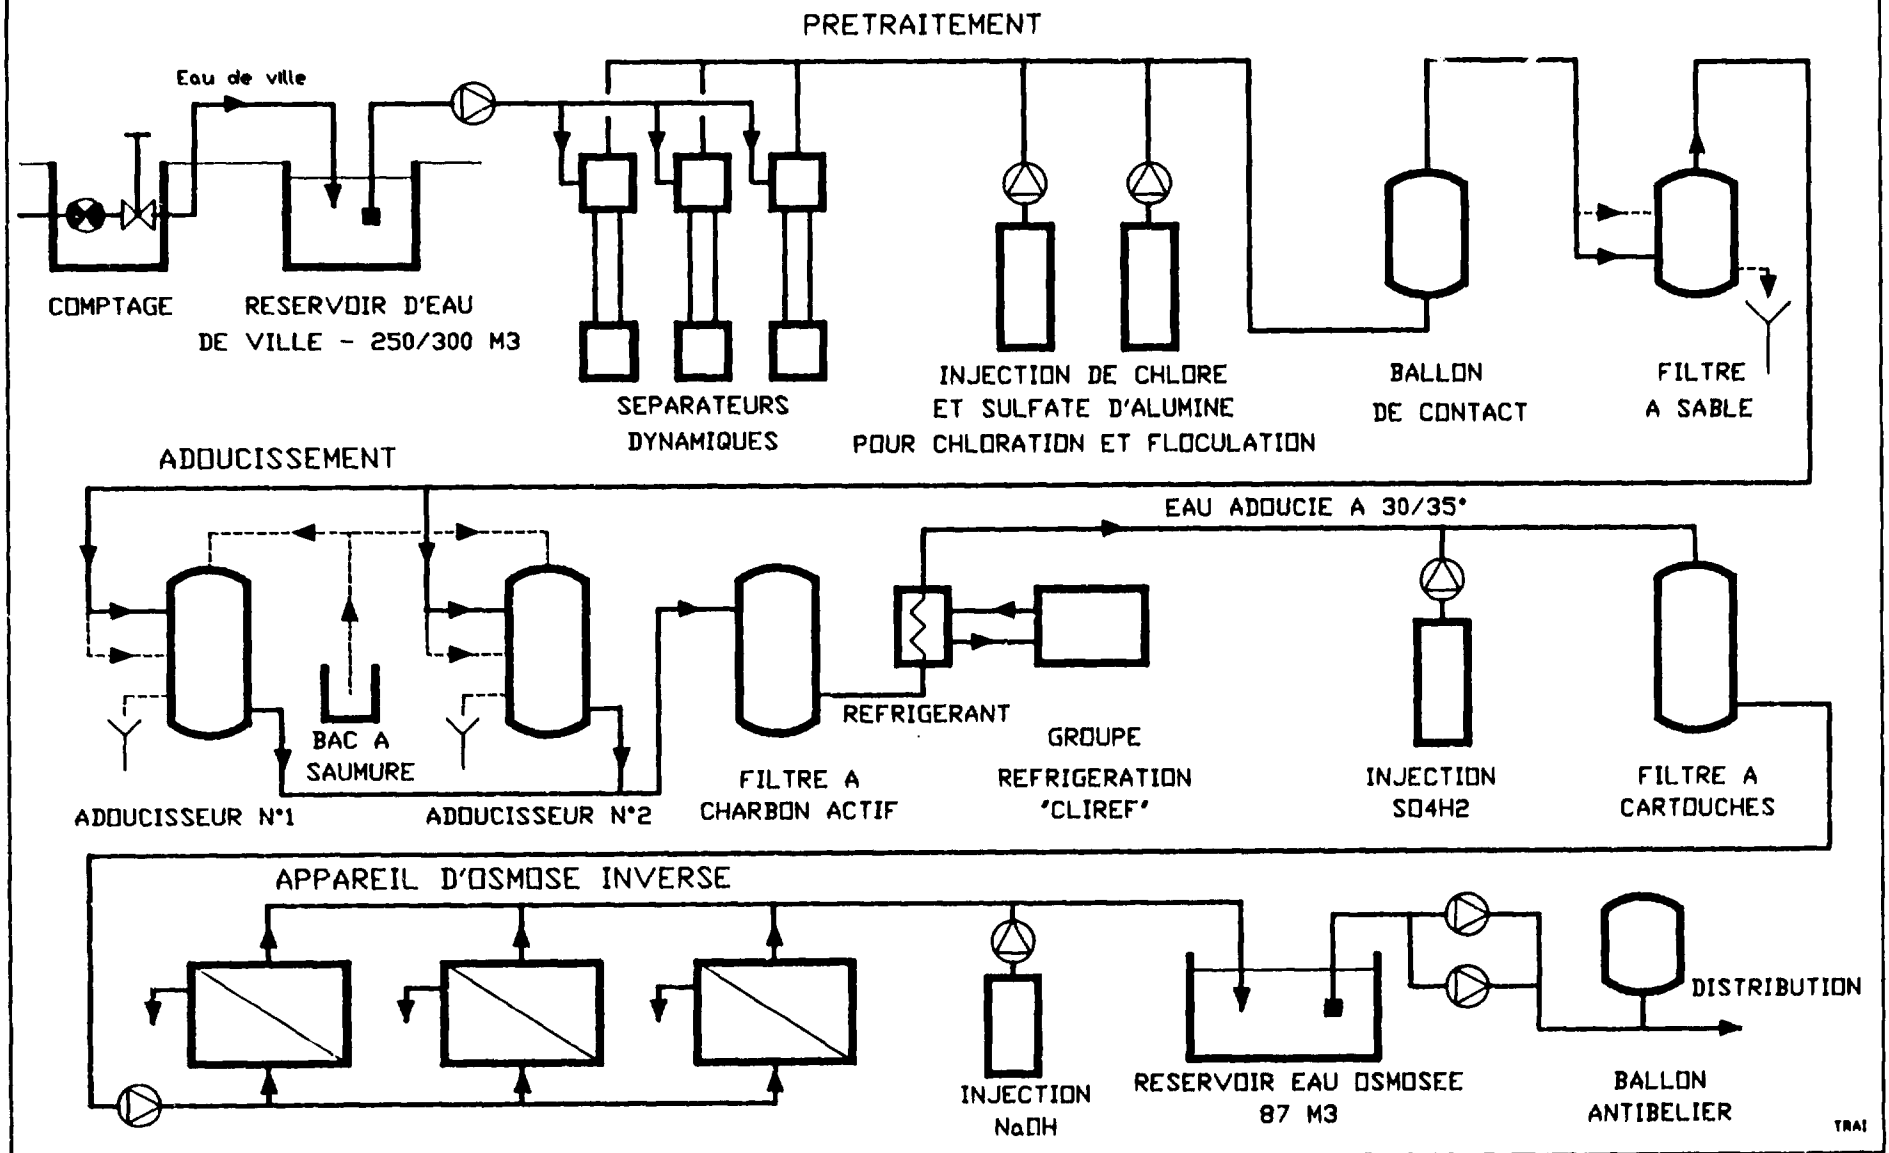 PRETRAITEMENT
Eau de ville
COMPTAGE
RESERVOIR D'EAU
DE VILLE - 250/300 M3
SEPARATEURS
DYNAMIQUES
INJECTION DE CHLORE
ET SULFATE D'ALUMINE
POUR CHLORATION ET FLOCULATION
BALLON
DE CONTACT
FILTRE
A SABLE
ADOUCISSEMENT
EAU ADOUCIE A 30/35°
BAC A
SAUMURE
ADOUCISSEUR N°1
ADOUCISSEUR N°2
FILTRE A
CHARBON ACTIF
REFRIGERANT
GROUPE
REFRIGERATION
"CLIREF"
INJECTION
SO4H2
FILTRE A
CARTOUCHES
APPAREIL D'OSMOSE INVERSE
INJECTION
NaOH
RESERVOIR EAU OSMOSEE
87 M3
DISTRIBUTION
BALLON
ANTIBELIER
TRAI